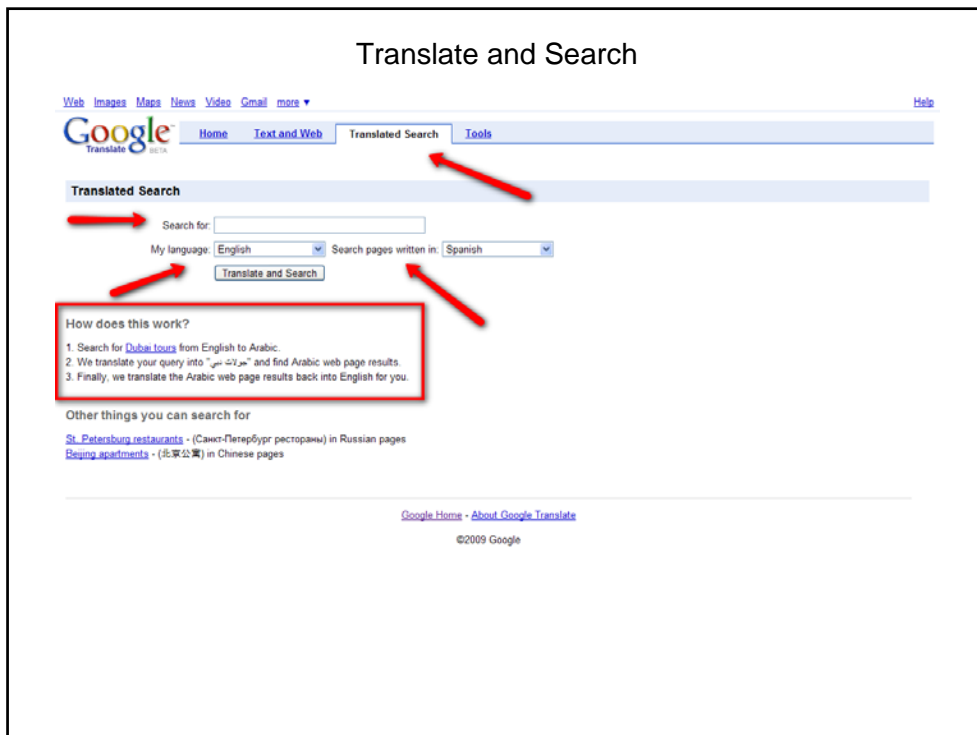 Translate and Search
Web Images Maps News Video Gmail more ▼ Help
Google Translate BETA
Home Text and Web Translated Search Tools
Translated Search
Search for:
My language: English Search pages written in: Spanish
Translate and Search
How does this work?
1. Search for Dubai tours from English to Arabic.
2. We translate your query into "جولات" and find Arabic web page results.
3. Finally, we translate the Arabic web page results back into English for you.
Other things you can search for
St. Petersburg restaurants - (Санкт-Петербург рестораны) in Russian pages
Beijing apartments - (北京公寓) in Chinese pages
Google Home - About Google Translate
©2009 Google